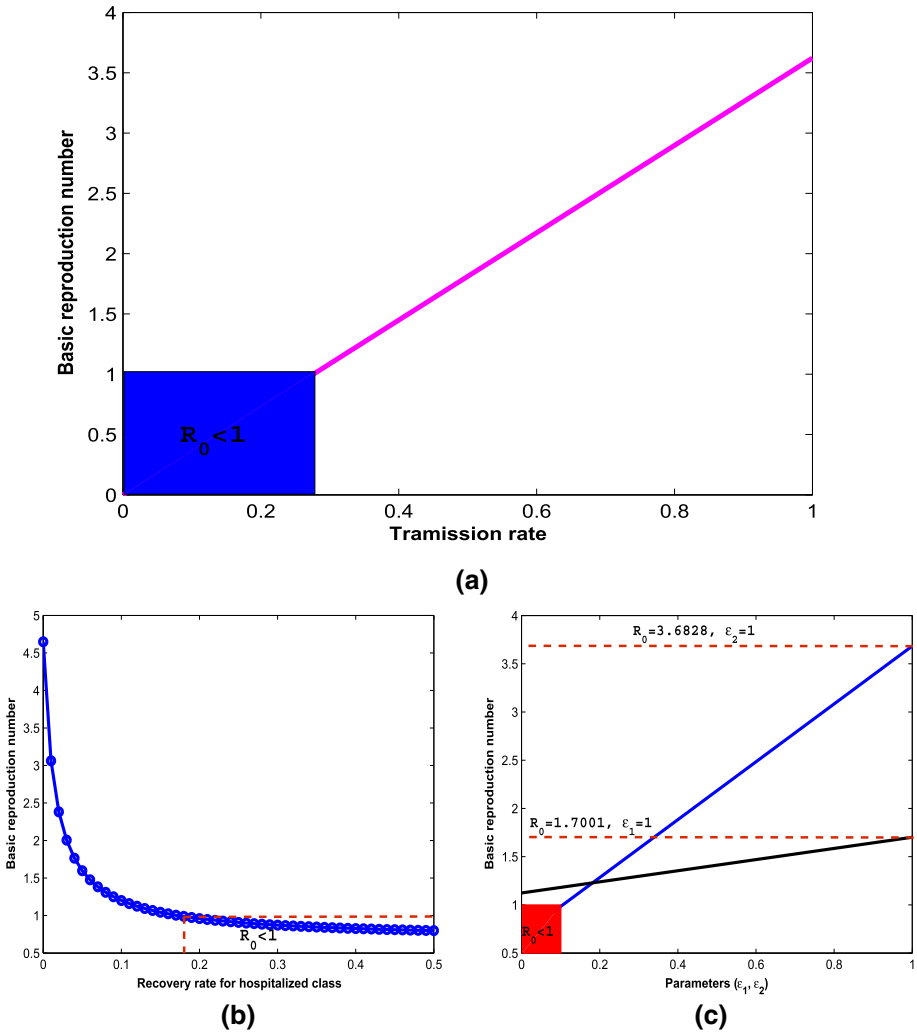 4
3.5
3
2.5
2
1.5
1
0.5
0
Basic reproduction number
R₀<1
0 0.2 0.4 0.6 0.8 1
Tramission rate
(a)
5
4.5
4
3.5
3
2.5
2
1.5
1
0.5
Basic reproduction number
R₀<1
0 0.1 0.2 0.3 0.4 0.5
Recovery rate for hospitalized class
(b)
4
3.5
3
2.5
2
1.5
1
0.5
Basic reproduction number
R₀=3.6828, ε₂=1
R₀=1.7001, ε₁=1
R₀<1
0 0.2 0.4 0.6 0.8 1
Parameters (ε₁, ε₂)
(c)